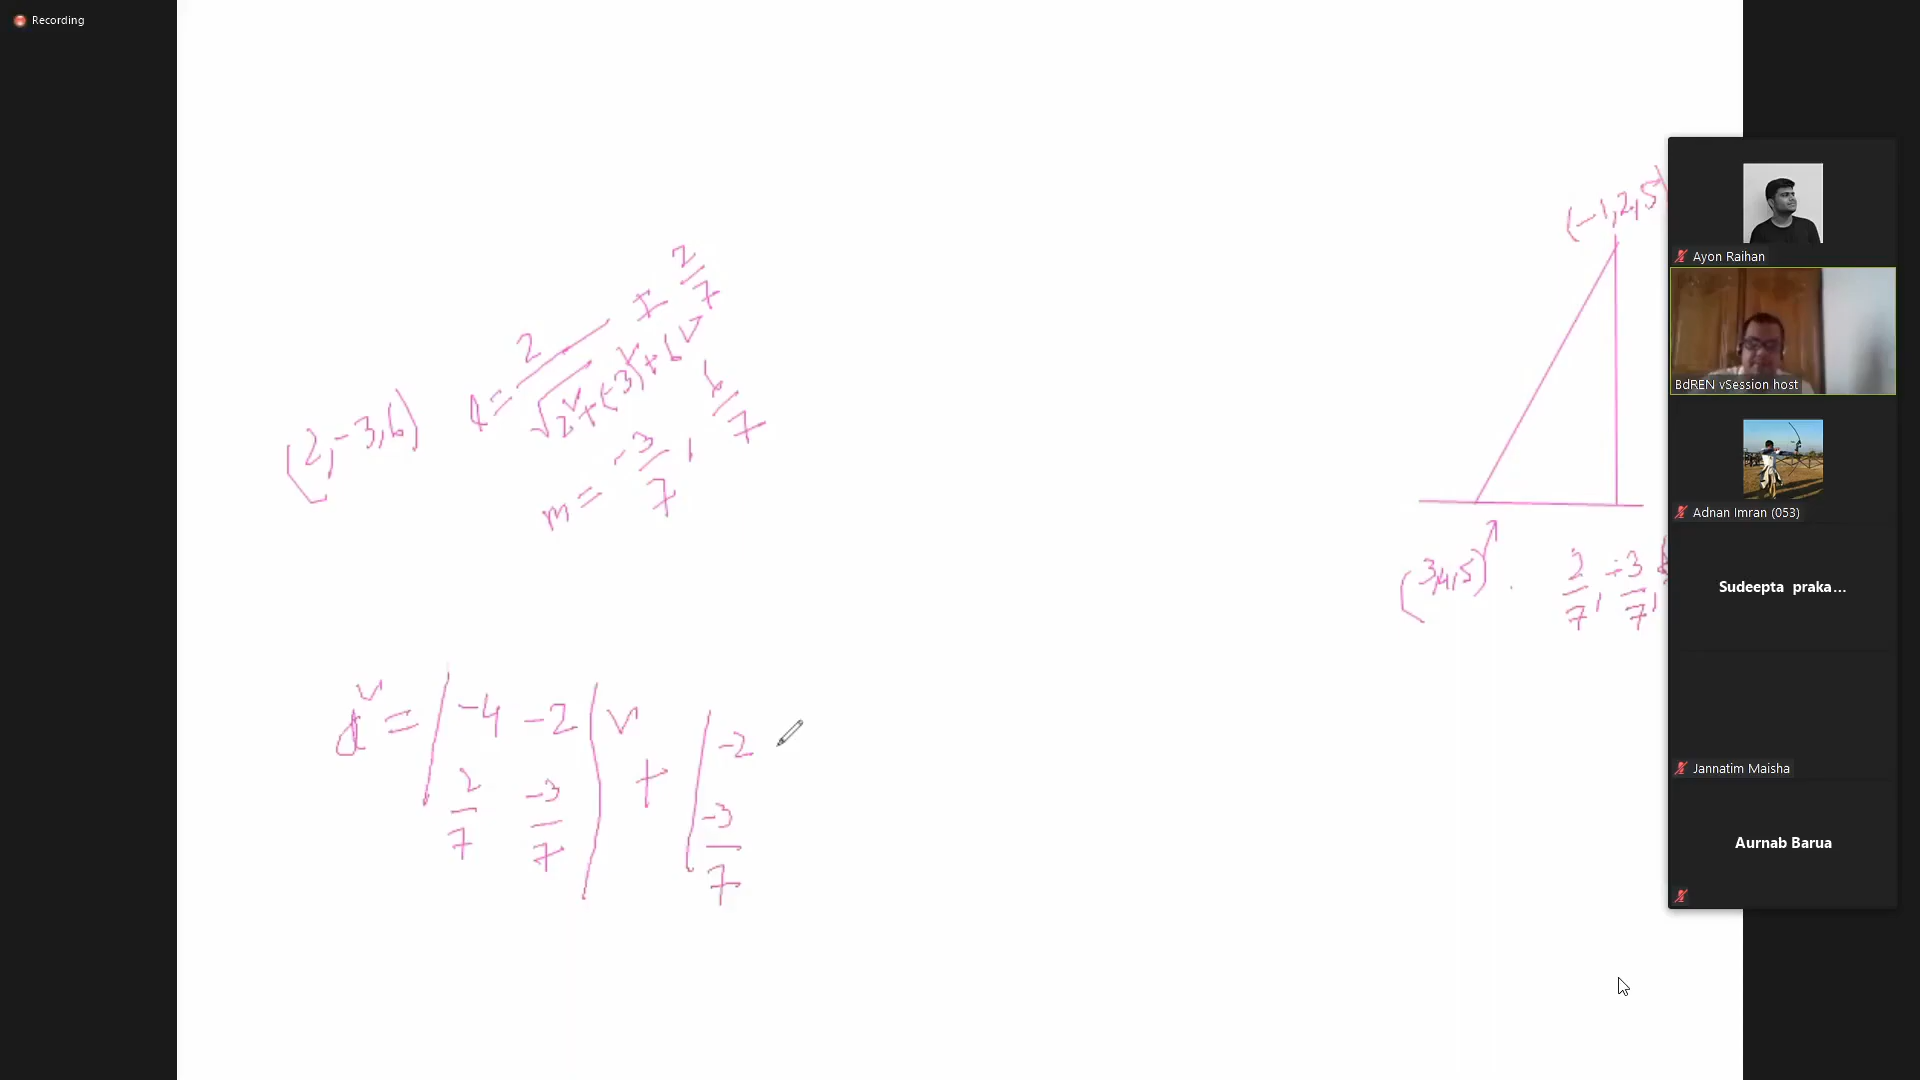 Recording
(-1,2,5)
Ayon Raihan
2
l = ――― = 2/7
√2² + (-3)² + 6²
(2, -3, 6)
m = -3/7, 6/7
BdREN vSession host
Adnan Imran (053)
(3,4,5) . 2/7, -3/7,
Sudeepta praka...
d² = | -4 -2 |² + | -2
2/7 -3/7 -3/7
Jannatim Maisha
Aurnab Barua